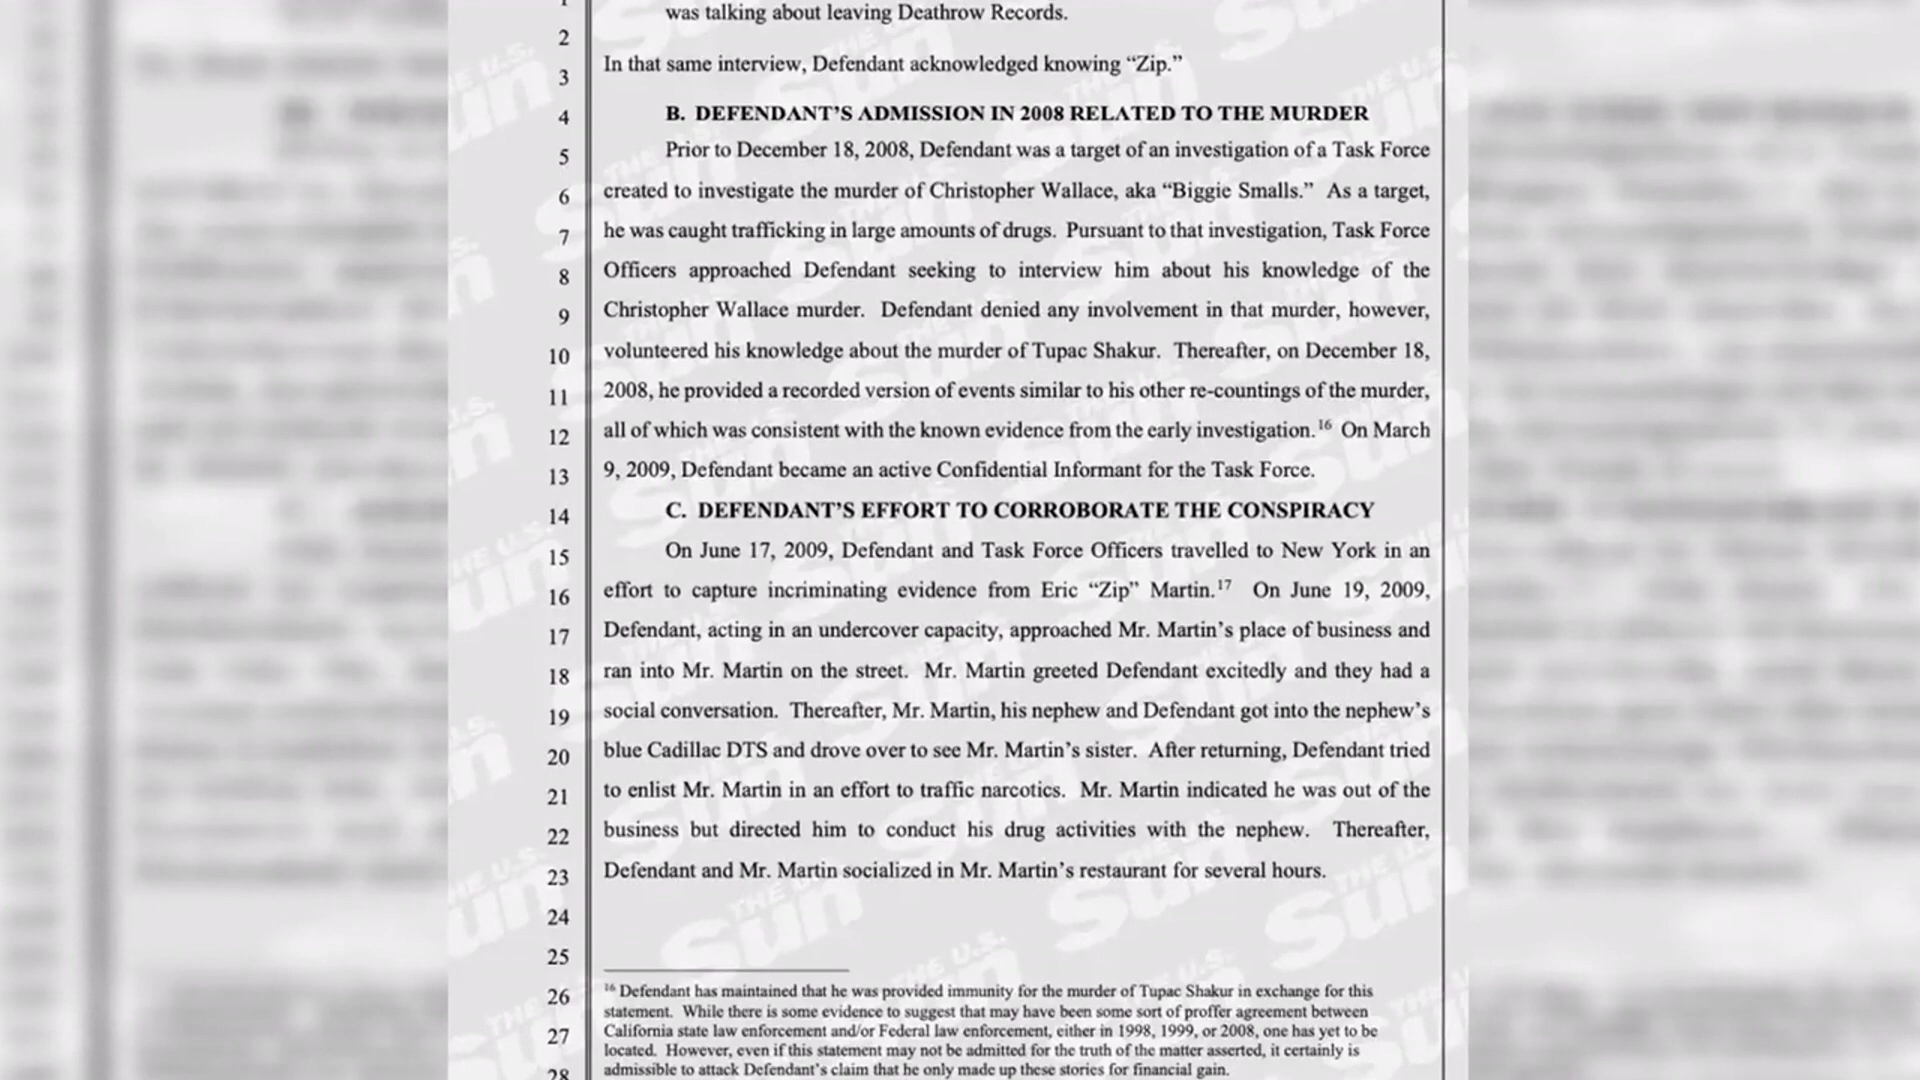 was talking about leaving Deathrow Records.
2
In that same interview, Defendant acknowledged knowing “Zip.”
3
4 B. DEFENDANT’S ADMISSION IN 2008 RELATED TO THE MURDER
5 Prior to December 18, 2008, Defendant was a target of an investigation of a Task Force
6 created to investigate the murder of Christopher Wallace, aka “Biggie Smalls.” As a target,
7 he was caught trafficking in large amounts of drugs. Pursuant to that investigation, Task Force
8 Officers approached Defendant seeking to interview him about his knowledge of the
9 Christopher Wallace murder. Defendant denied any involvement in that murder, however,
10 volunteered his knowledge about the murder of Tupac Shakur. Thereafter, on December 18,
11 2008, he provided a recorded version of events similar to his other re-countings of the murder,
12 all of which was consistent with the known evidence from the early investigation.16 On March
13 9, 2009, Defendant became an active Confidential Informant for the Task Force.
14 C. DEFENDANT’S EFFORT TO CORROBORATE THE CONSPIRACY
15 On June 17, 2009, Defendant and Task Force Officers travelled to New York in an
16 effort to capture incriminating evidence from Eric “Zip” Martin.17 On June 19, 2009,
17 Defendant, acting in an undercover capacity, approached Mr. Martin’s place of business and
18 ran into Mr. Martin on the street. Mr. Martin greeted Defendant excitedly and they had a
19 social conversation. Thereafter, Mr. Martin, his nephew and Defendant got into the nephew’s
20 blue Cadillac DTS and drove over to see Mr. Martin’s sister. After returning, Defendant tried
21 to enlist Mr. Martin in an effort to traffic narcotics. Mr. Martin indicated he was out of the
22 business but directed him to conduct his drug activities with the nephew. Thereafter,
23 Defendant and Mr. Martin socialized in Mr. Martin’s restaurant for several hours.
24
25
26 16 Defendant has maintained that he was provided immunity for the murder of Tupac Shakur in exchange for this
statement. While there is some evidence to suggest that may have been some sort of proffer agreement between
27 California state law enforcement and/or Federal law enforcement, either in 1998, 1999, or 2008, one has yet to be
located. However, even if this statement may not be admitted for the truth of the matter asserted, it certainly is
28 admissible to attack Defendant’s claim that he only made up these stories for financial gain.
THE U.S. Sun